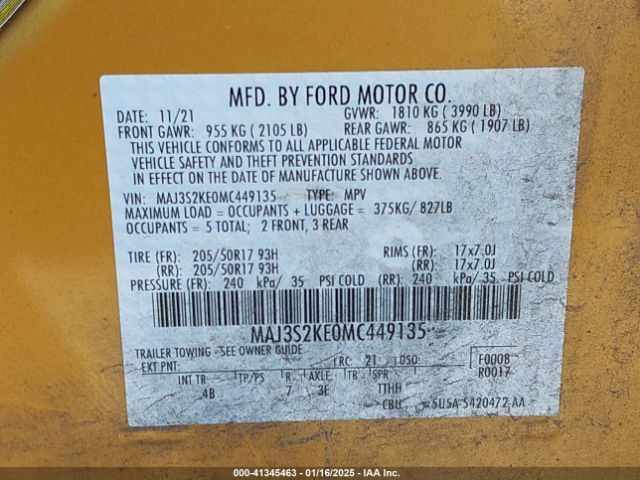 MFD. BY FORD MOTOR CO.
DATE: 11/21 GVWR: 1810 KG ( 3990 LB)
FRONT GAWR: 955 KG ( 2105 LB) REAR GAWR: 865 KG ( 1907 LB)
THIS VEHICLE CONFORMS TO ALL APPLICABLE FEDERAL MOTOR
VEHICLE SAFETY AND THEFT PREVENTION STANDARDS
IN EFFECT ON THE DATE OF MANUFACTURE SHOWN ABOVE.
VIN: MAJ3S2KE0MC449135 TYPE: MPV
MAXIMUM LOAD = OCCUPANTS + LUGGAGE = 375KG/ 827LB
OCCUPANTS = 5 TOTAL; 2 FRONT, 3 REAR
TIRE (FR): 205/50R17 93H RIMS (FR): 17x7.0J
(RR): 205/50R17 93H (RR): 17x7.0J
PRESSURE (FR): 240 kPa/ 35 PSI COLD (RR): 240 kPa/ 35 PSI COLD
MAJ3S2KE0MC449135
TRAILER TOWING - SEE OWNER GUIDE
EXT PNT: RC: 21 DSO: F0008
R0017
INT TR TP/PS R AXLE TR SPR
4B 7 3E TTHH
CBU 5U5A S420472 AA
000-41345463 - 01/16/2025 - IAA Inc.